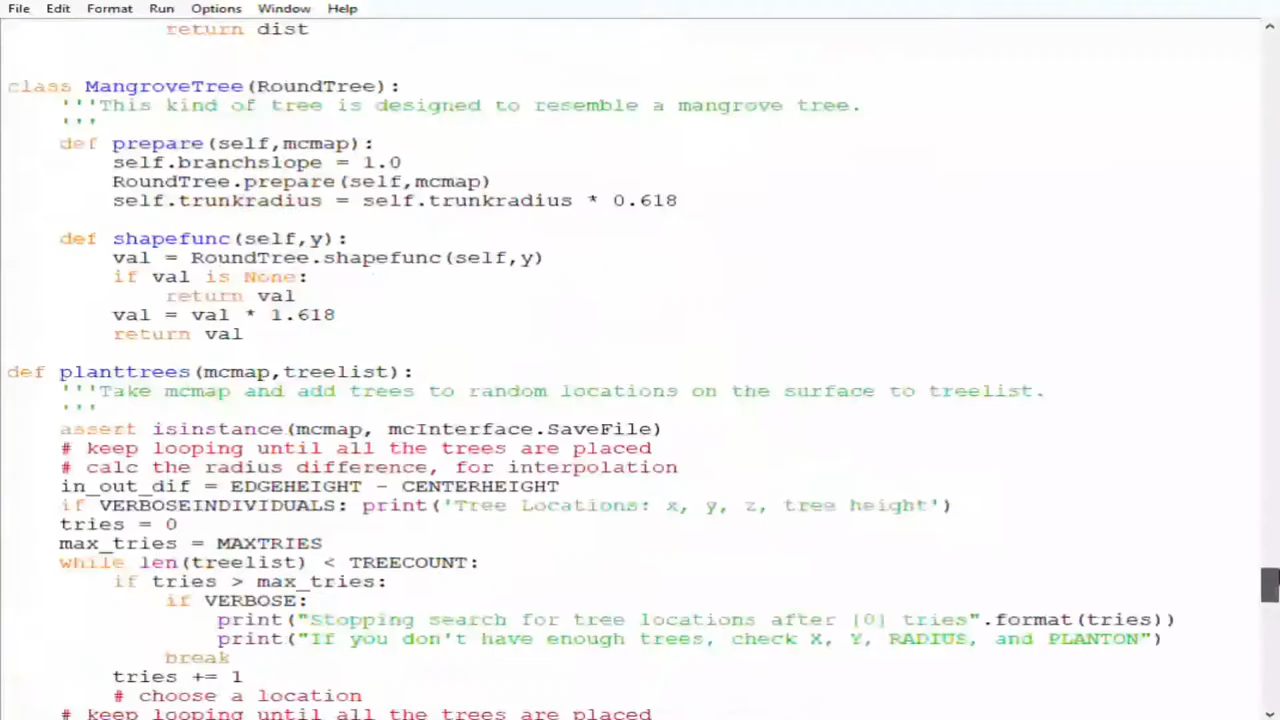 File Edit Format Run Options Window Help
return dist
class MangroveTree(RoundTree):
'''This kind of tree is designed to resemble a mangrove tree.
'''
def prepare(self,mcmap):
self.branchslope = 1.0
RoundTree.prepare(self,mcmap)
self.trunkradius = self.trunkradius * 0.618
def shapefunc(self,y):
val = RoundTree.shapefunc(self,y)
if val is None:
return val
val = val * 1.618
return val
def planttrees(mcmap,treelist):
'''Take mcmap and add trees to random locations on the surface to treelist.
'''
assert isinstance(mcmap, mcInterface.SaveFile)
# keep looping until all the trees are placed
# calc the radius difference, for interpolation
in_out_dif = EDGEHEIGHT - CENTERHEIGHT
if VERBOSEINDIVIDUALS: print('Tree Locations: x, y, z, tree height')
tries = 0
max_tries = MAXTRIES
while len(treelist) < TREECOUNT:
if tries > max_tries:
if VERBOSE:
print("Stopping search for tree locations after {0} tries".format(tries))
print("If you don't have enough trees, check X, Y, RADIUS, and PLANTON")
break
tries += 1
# choose a location
# keep looping until all the trees are placed